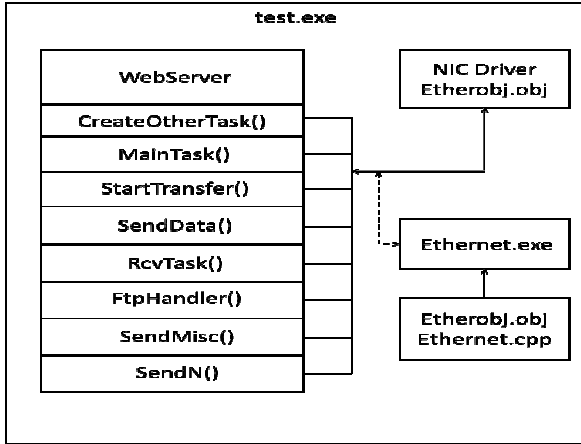 test.exe
WebServer
CreateOtherTask()
MainTask()
StartTransfer()
SendData()
RcvTask()
FtpHandler()
SendMisc()
SendN()
NIC Driver
Etherobj.obj
Ethernet.exe
Etherobj.obj
Ethernet.cpp